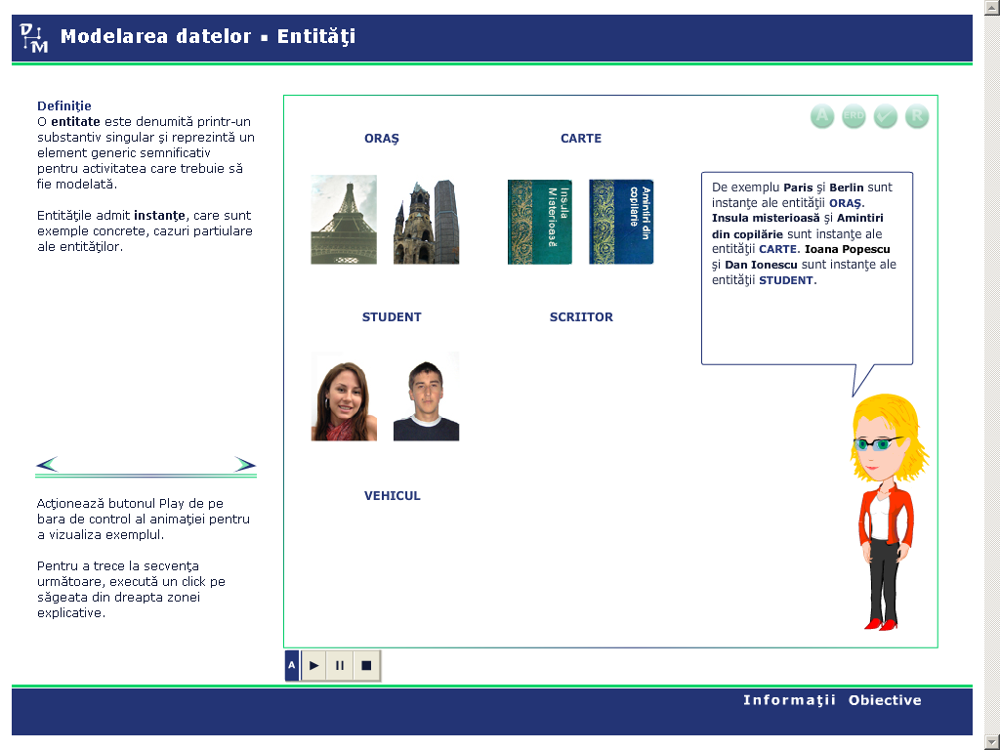 D
M
Modelarea datelor ▪ Entităţi
Definiţie
O entitate este denumită printr-un
substantiv singular şi reprezintă un
element generic semnificativ
pentru activitatea care trebuie să
fie modelată.
Entităţile admit instanţe, care sunt
exemple concrete, cazuri partiulare
ale entităţilor.
Acţionează butonul Play de pe
bara de control al animaţiei pentru
a vizualiza exemplul.
Pentru a trece la secvenţa
următoare, execută un click pe
săgeata din dreapta zonei
explicative.
A ERD R
ORAŞ
CARTE
Insula
Misterioasă
Amintiri din
copilărie
STUDENT
SCRIITOR
VEHICUL
De exemplu Paris şi Berlin sunt
instanţe ale entităţii ORAŞ.
Insula misterioasă şi Amintiri
din copilărie sunt instanţe ale
entităţii CARTE. Ioana Popescu
şi Dan Ionescu sunt instanţe ale
entităţii STUDENT.
A
Informaţii Obiective